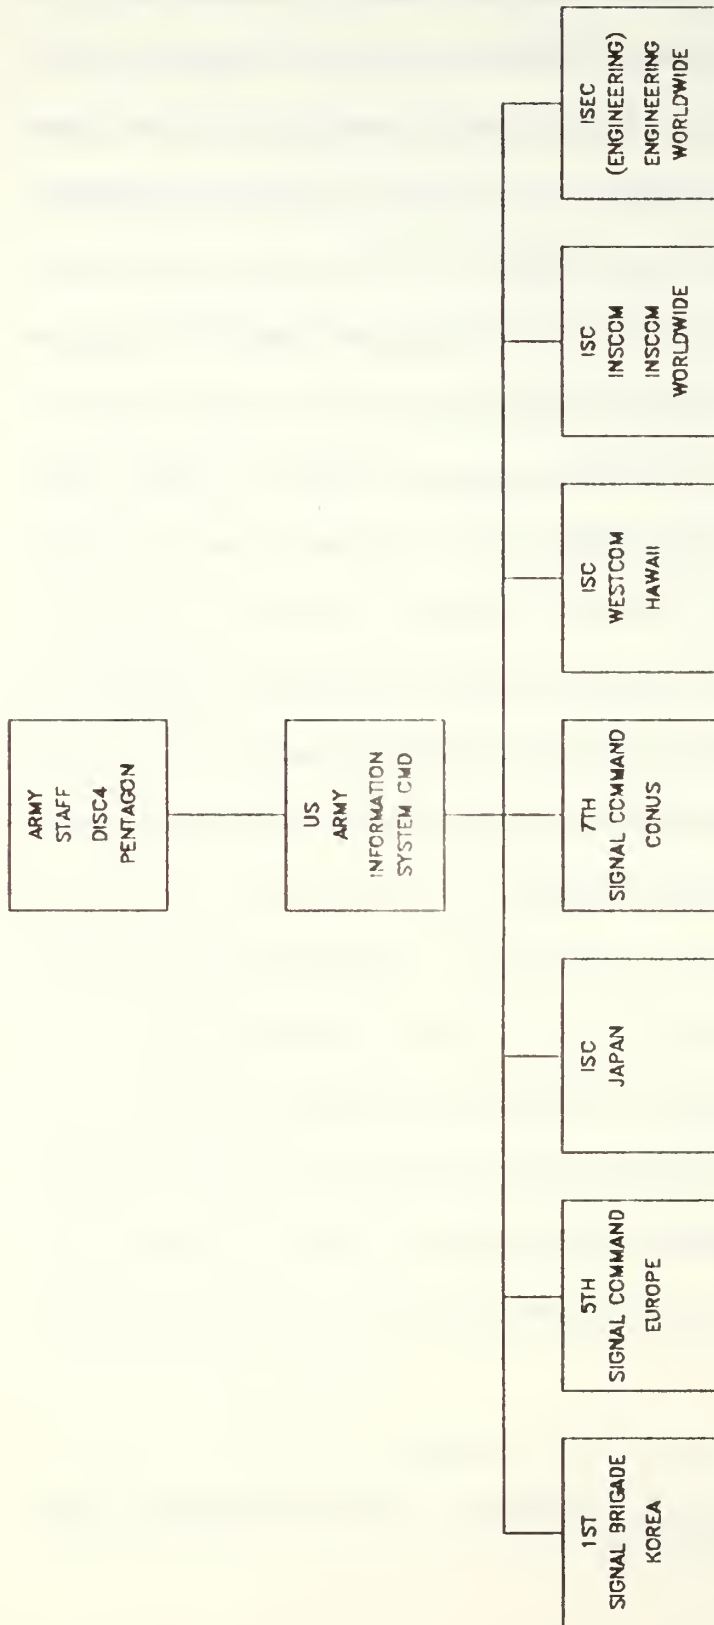 ARMY
STAFF
DISC4
PENTAGON
US
ARMY
INFORMATION
SYSTEM CMD
1ST
SIGNAL BRIGADE
KOREA
5TH
SIGNAL COMMAND
EUROPE
ISC
JAPAN
7TH
SIGNAL COMMAND
CONUS
ISC
WESTCOM
HAWAII
ISC
INSCOM
INSCOM
WORLDWIDE
ISEC
(ENGINEERING)
ENGINEERING
WORLDWIDE